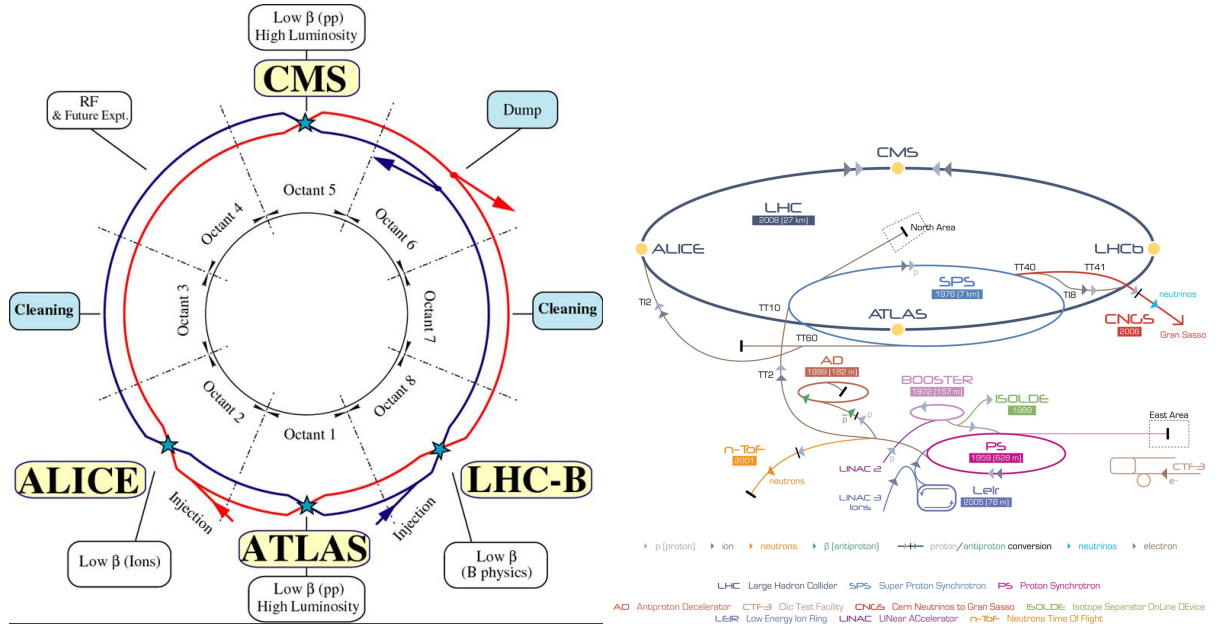 Low β (pp)
High Luminosity
CMS
RF
& Future Expt.
Dump
Octant 5
Octant 4
Octant 6
Cleaning
Octant 3
Octant 7
Cleaning
Octant 2
Octant 8
Octant 1
ALICE
LHC-B
Injection
Injection
ATLAS
Low β (Ions)
Low β (pp)
High Luminosity
Low β
(B physics)
CMS
LHC
2008 (27 km)
North Area
ALICE
LHCb
TT40
TT41
SPS
1976 (7 km)
p
TI2
TI8
TT10
ATLAS
neutrinos
CNGS
2006
Gran Sasso
TT60
AD
1999 (182 m)
TT2
BOOSTER
1972 (157 m)
ISOLDE
1989
p
p̄
East Area
n-ToF
2001
PS
1959 (628 m)
LINAC 2
p
neutrons
CTF-3
e-
LINAC 3
Ions
Leir
2005 (78 m)
p (proton) ion neutrons p̄ (antiproton) proton/antiproton conversion neutrinos electron
LHC Large Hadron Collider SPS Super Proton Synchrotron PS Proton Synchrotron
AD Antiproton Decelerator CTF-3 Clic Test Facility CNGS Cern Neutrinos to Gran Sasso ISOLDE Isotope Separator OnLine DEvice
LEIR Low Energy Ion Ring LINAC LINear ACcelerator n-ToF Neutrons Time Of Flight